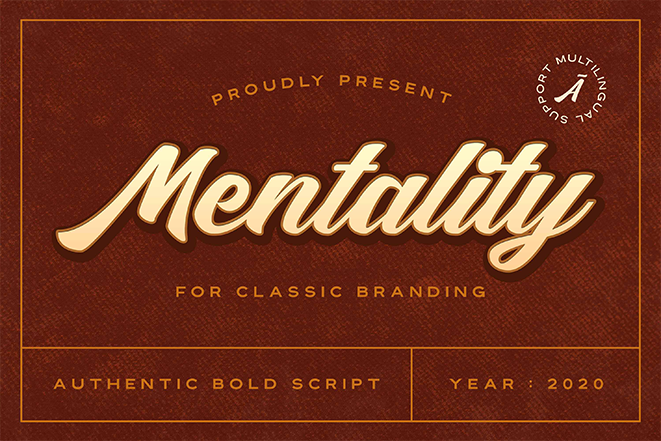 PROUDLY PRESENT
MULTILINGUAL SUPPORT
Ã
Mentality
FOR CLASSIC BRANDING
AUTHENTIC BOLD SCRIPT
YEAR : 2020